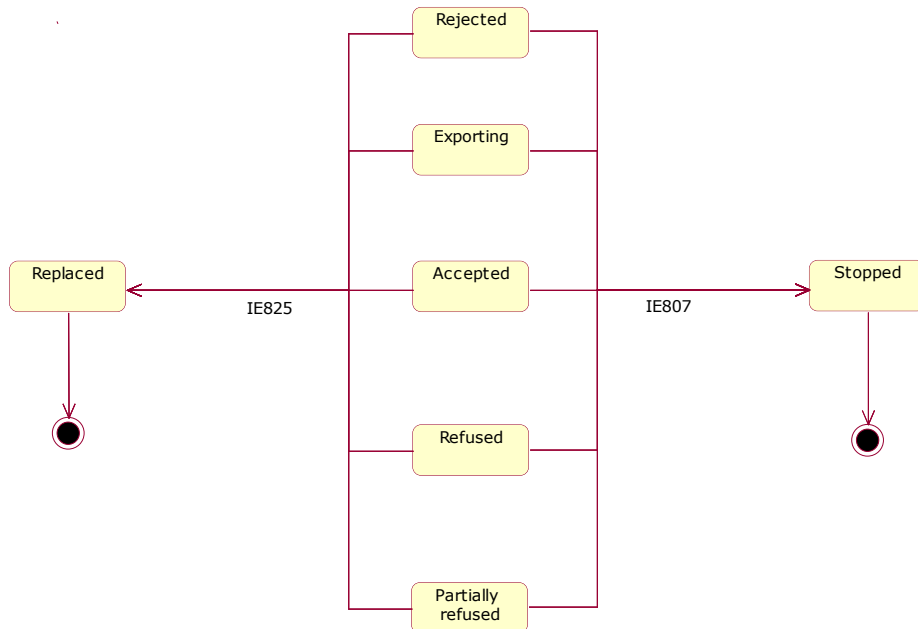 Rejected
Exporting
Replaced
Accepted
Stopped
IE825
IE807
Refused
Partially
refused